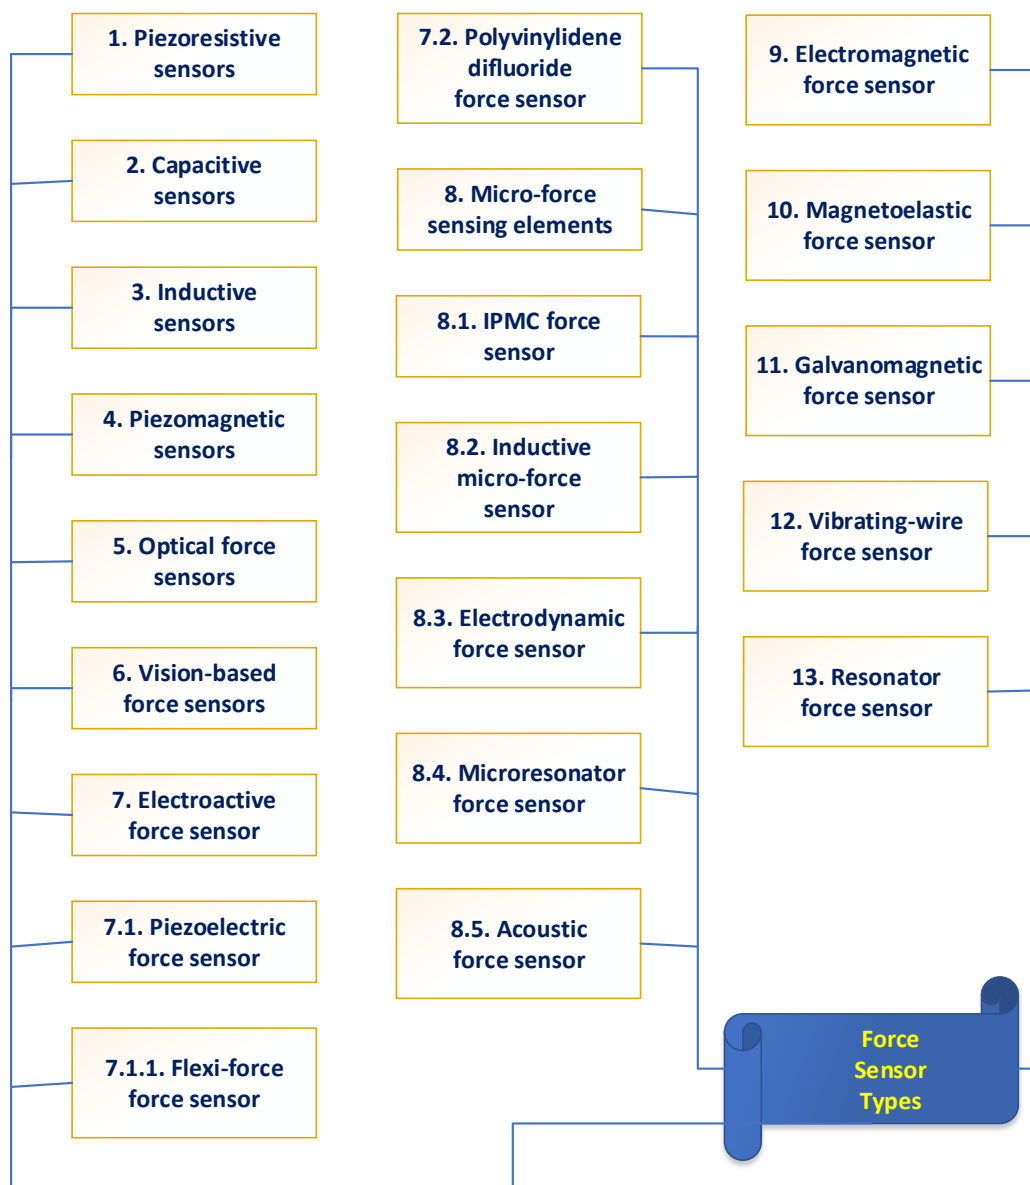 1. Piezoresistive
sensors
2. Capacitive
sensors
3. Inductive
sensors
4. Piezomagnetic
sensors
5. Optical force
sensors
6. Vision-based
force sensors
7. Electroactive
force sensor
7.1. Piezoelectric
force sensor
7.1.1. Flexi-force
force sensor
7.2. Polyvinylidene
difluoride
force sensor
8. Micro-force
sensing elements
8.1. IPMC force
sensor
8.2. Inductive
micro-force
sensor
8.3. Electrodynamic
force sensor
8.4. Microresonator
force sensor
8.5. Acoustic
force sensor
9. Electromagnetic
force sensor
10. Magnetoelastic
force sensor
11. Galvanomagnetic
force sensor
12. Vibrating-wire
force sensor
13. Resonator
force sensor
Force
Sensor
Types